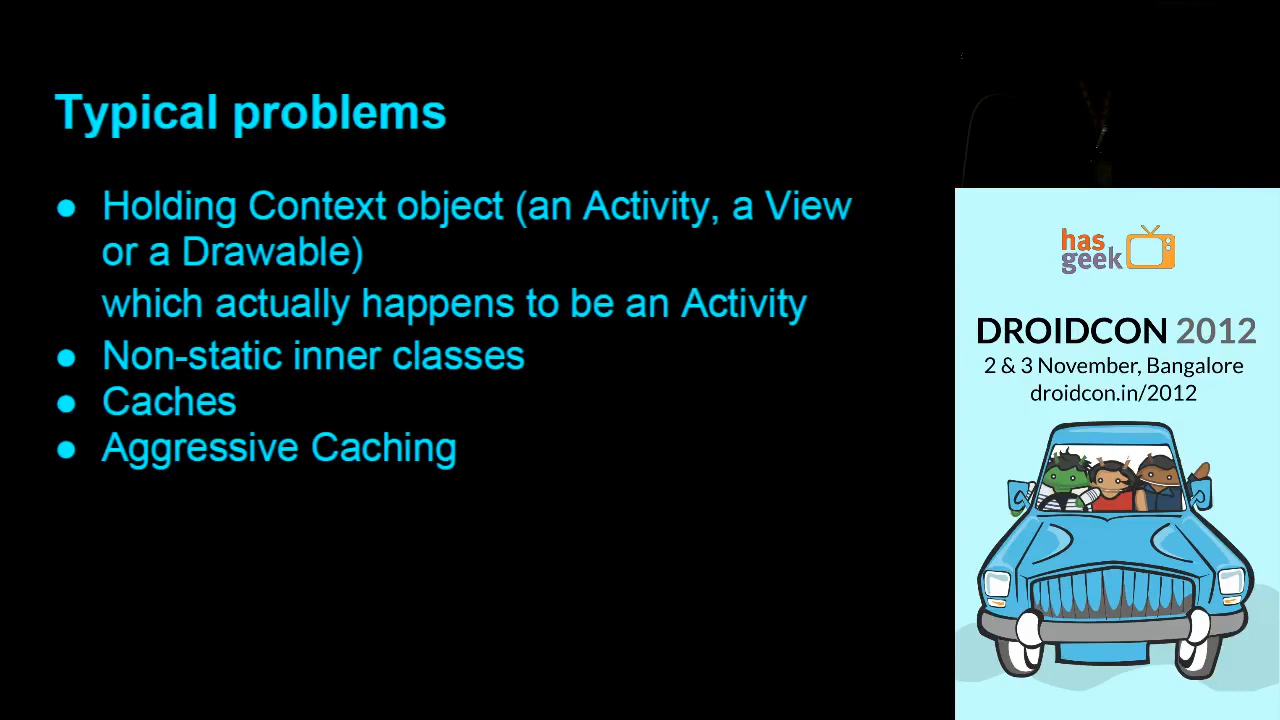 Typical problems
● Holding Context object (an Activity, a View
or a Drawable)
which actually happens to be an Activity
● Non-static inner classes
● Caches
● Aggressive Caching
has
geek
DROIDCON 2012
2 & 3 November, Bangalore
droidcon.in/2012